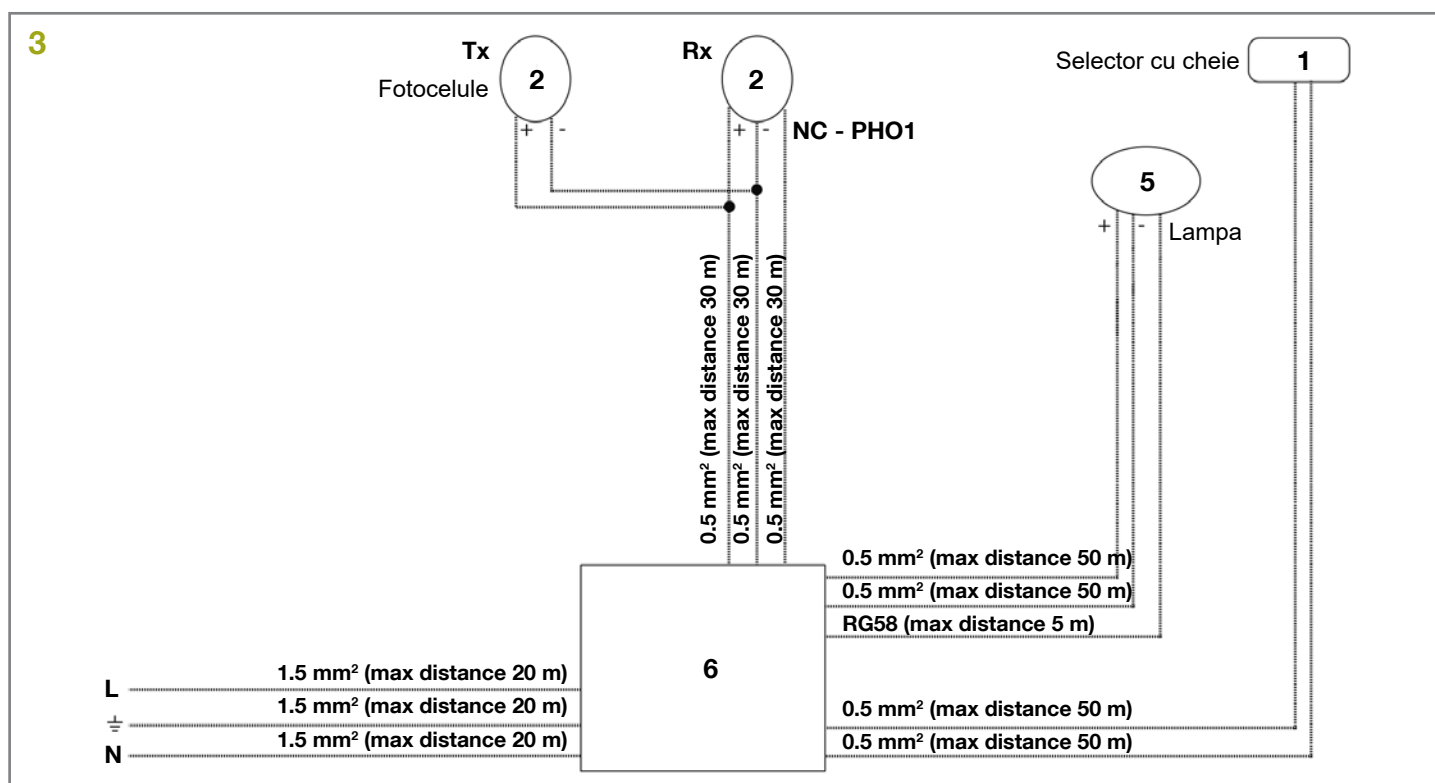 3
Tx
Fotocelule
2
+ -
Rx
2
+ -
NC - PHO1
Selector cu cheie
1
5
+ -
Lampa
0.5 mm² (max distance 30 m)
0.5 mm² (max distance 30 m)
0.5 mm² (max distance 30 m)
0.5 mm² (max distance 50 m)
0.5 mm² (max distance 50 m)
RG58 (max distance 5 m)
6
L
1.5 mm² (max distance 20 m)
1.5 mm² (max distance 20 m)
N
1.5 mm² (max distance 20 m)
0.5 mm² (max distance 50 m)
0.5 mm² (max distance 50 m)